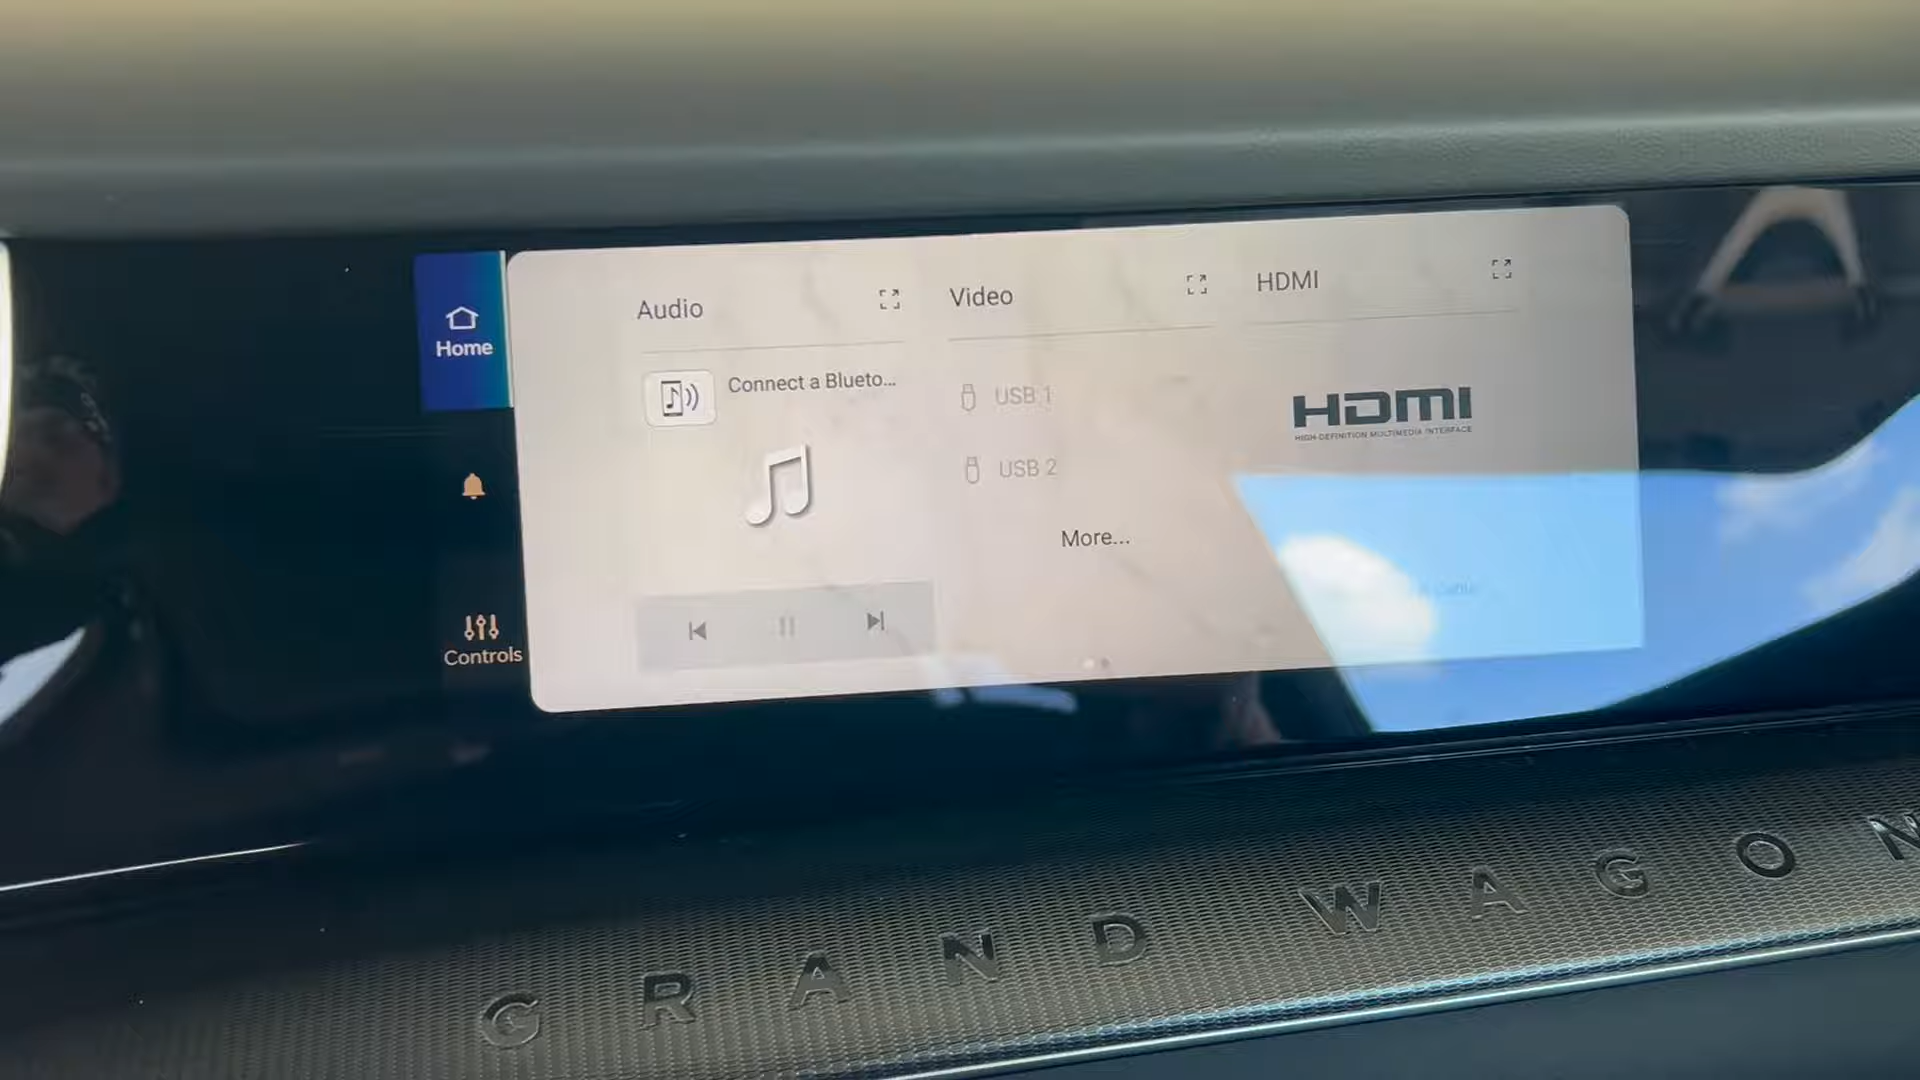 Home
Controls
Audio
Connect a Blueto...
Video
USB 1
USB 2
More...
HDMI
HDMI
HIGH-DEFINITION MULTIMEDIA INTERFACE
cable
GRAND WAGON